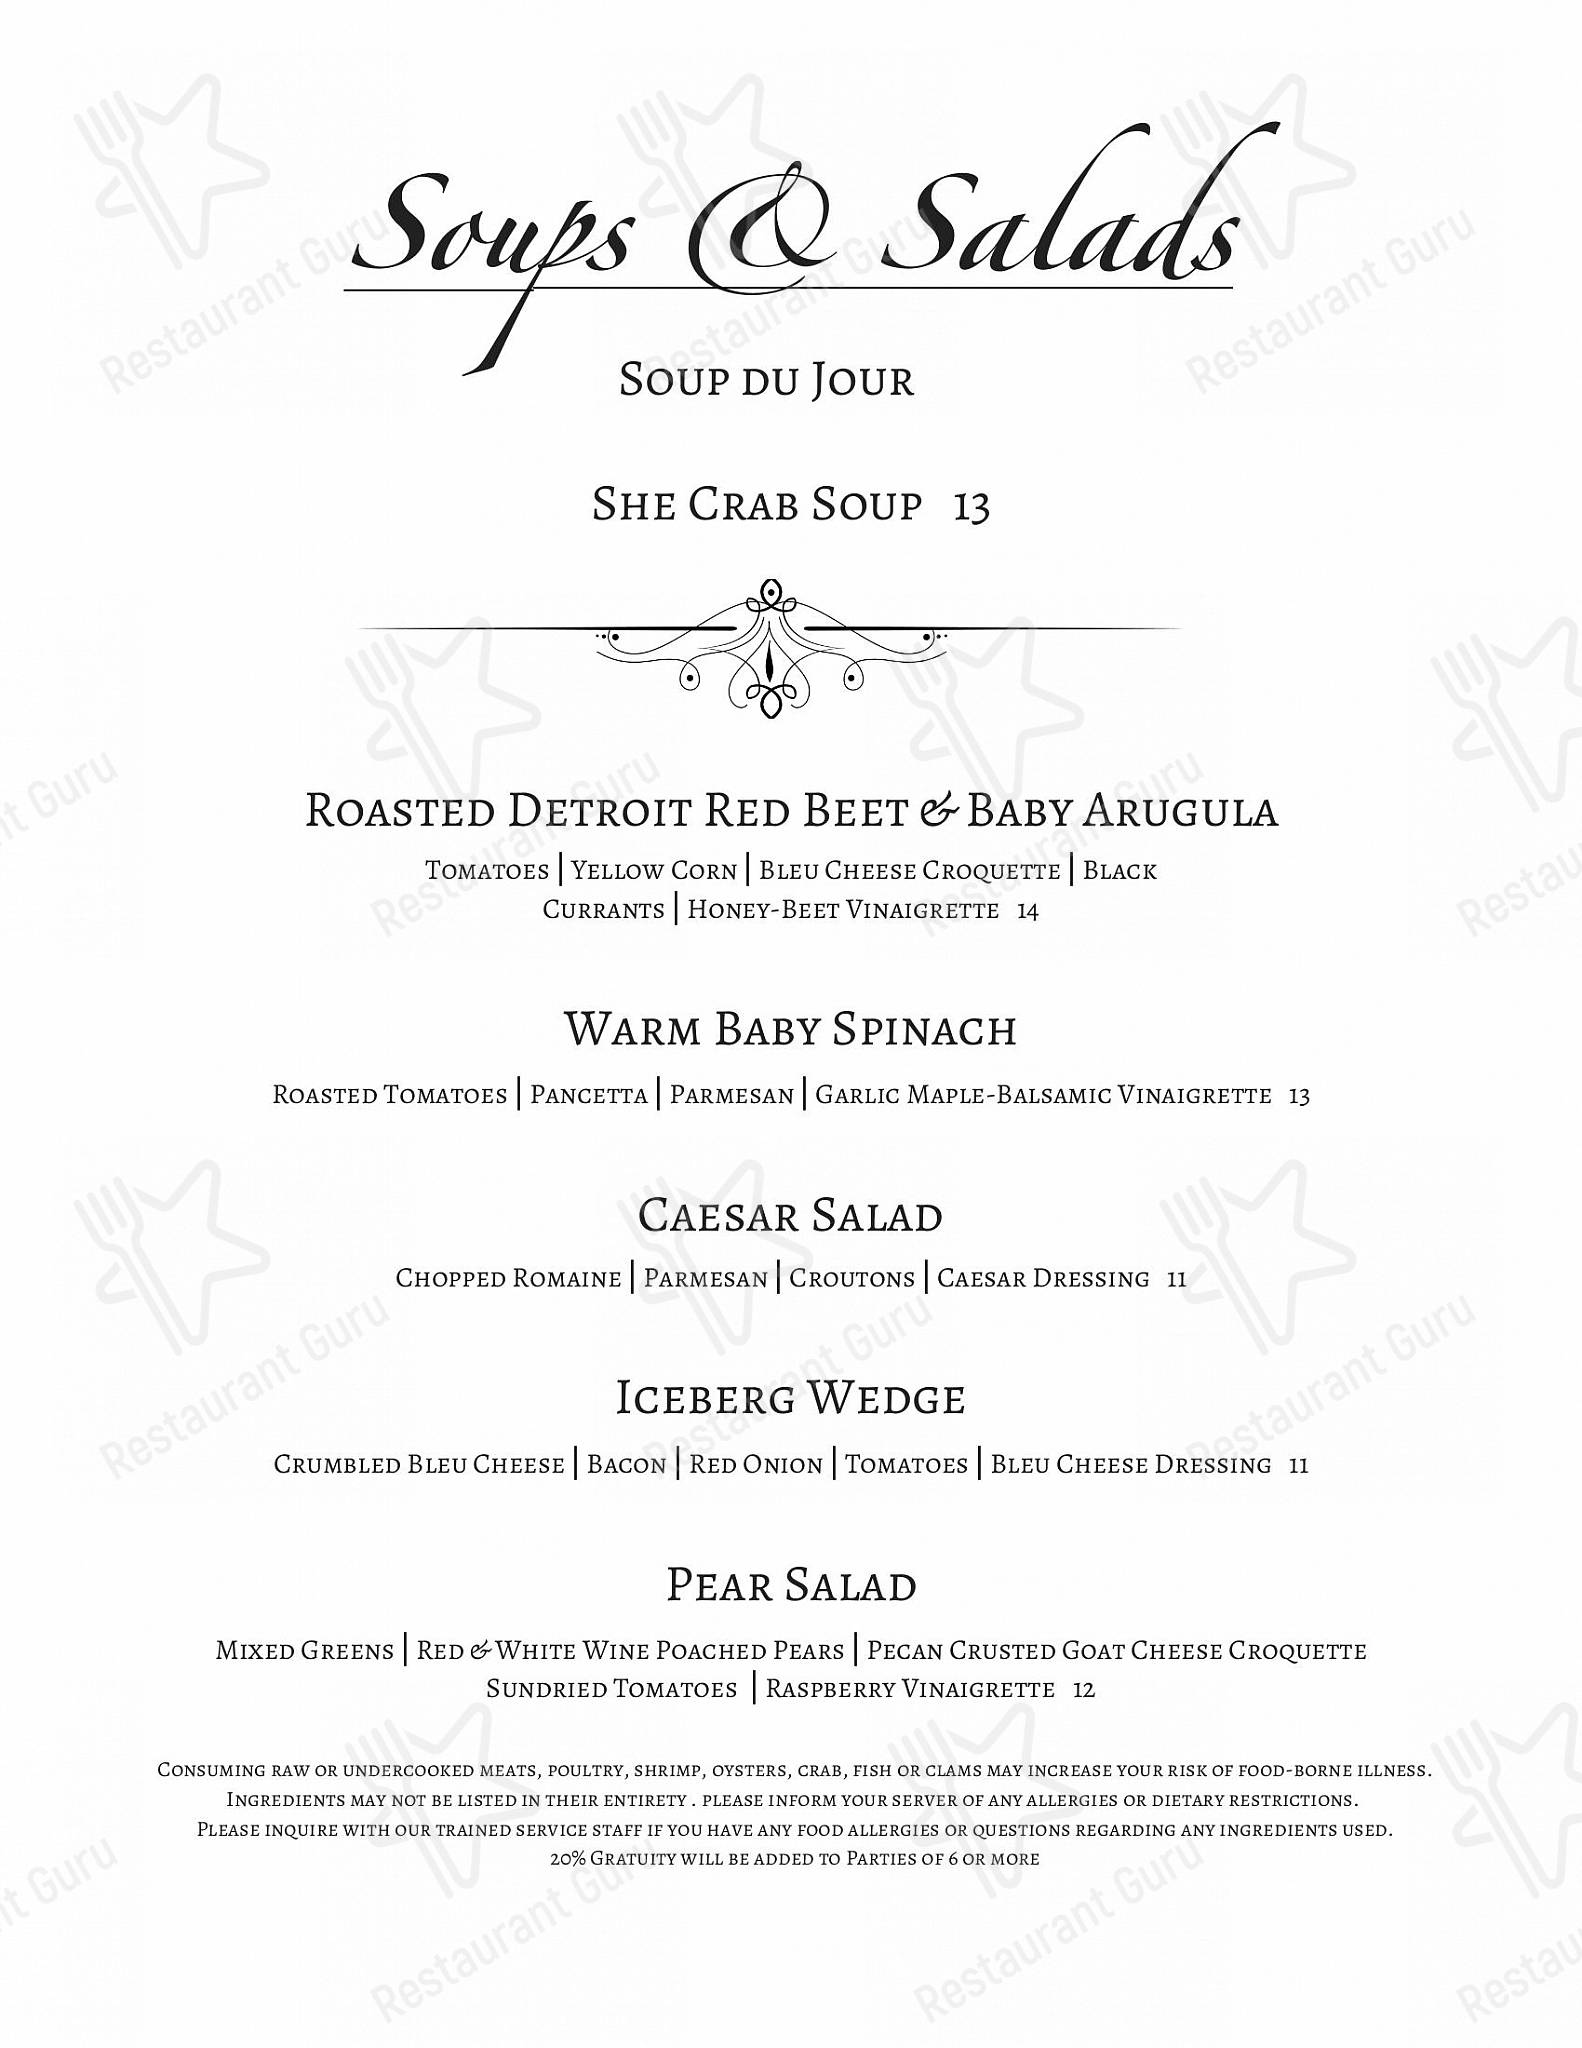 Soups & Salads
Soup du Jour
She Crab Soup 13
Roasted Detroit Red Beet & Baby Arugula
Tomatoes | Yellow Corn | Bleu Cheese Croquette | Black
Currants | Honey-Beet Vinaigrette 14
Warm Baby Spinach
Roasted Tomatoes | Pancetta | Parmesan | Garlic Maple-Balsamic Vinaigrette 13
Caesar Salad
Chopped Romaine | Parmesan | Croutons | Caesar Dressing 11
Iceberg Wedge
Crumbled Bleu Cheese | Bacon | Red Onion | Tomatoes | Bleu Cheese Dressing 11
Pear Salad
Mixed Greens | Red & White Wine Poached Pears | Pecan Crusted Goat Cheese Croquette
Sundried Tomatoes | Raspberry Vinaigrette 12
Consuming raw or undercooked meats, poultry, shrimp, oysters, crab, fish or clams may increase your risk of food-borne illness.
Ingredients may not be listed in their entirety . please inform your server of any allergies or dietary restrictions.
Please inquire with our trained service staff if you have any food allergies or questions regarding any ingredients used.
20% Gratuity will be added to Parties of 6 or more
Restaurant Guru